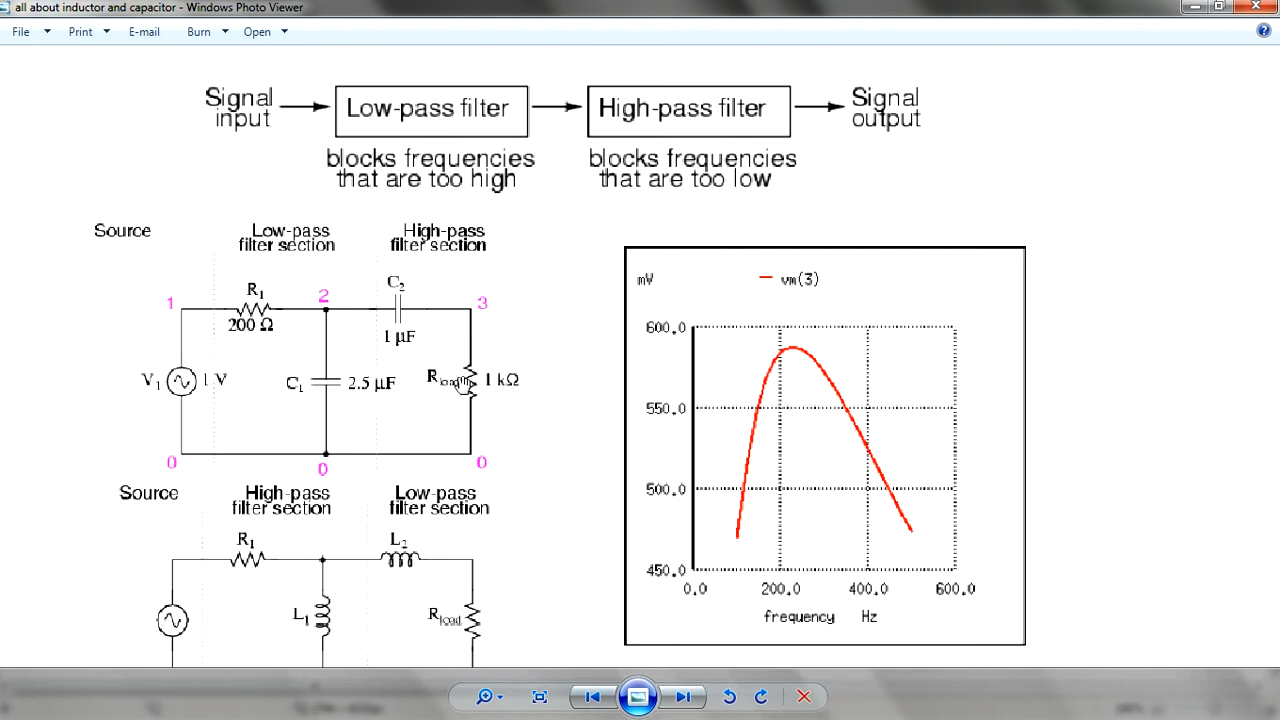 all about inductor and capacitor - Windows Photo Viewer
File Print E-mail Burn Open
Signal input
Low-pass filter
High-pass filter
Signal output
blocks frequencies
that are too high
blocks frequencies
that are too low
Source
Low-pass
filter section
High-pass
filter section
C2
R1
1
2
3
200 Ω
1 µF
V1
1 V
C1
2.5 µF
Rload
1 kΩ
0
0
0
Source
High-pass
filter section
Low-pass
filter section
R1
L2
L1
Rload
mV
vm(3)
600.0
550.0
500.0
450.0
0.0 200.0 400.0 600.0
frequency Hz